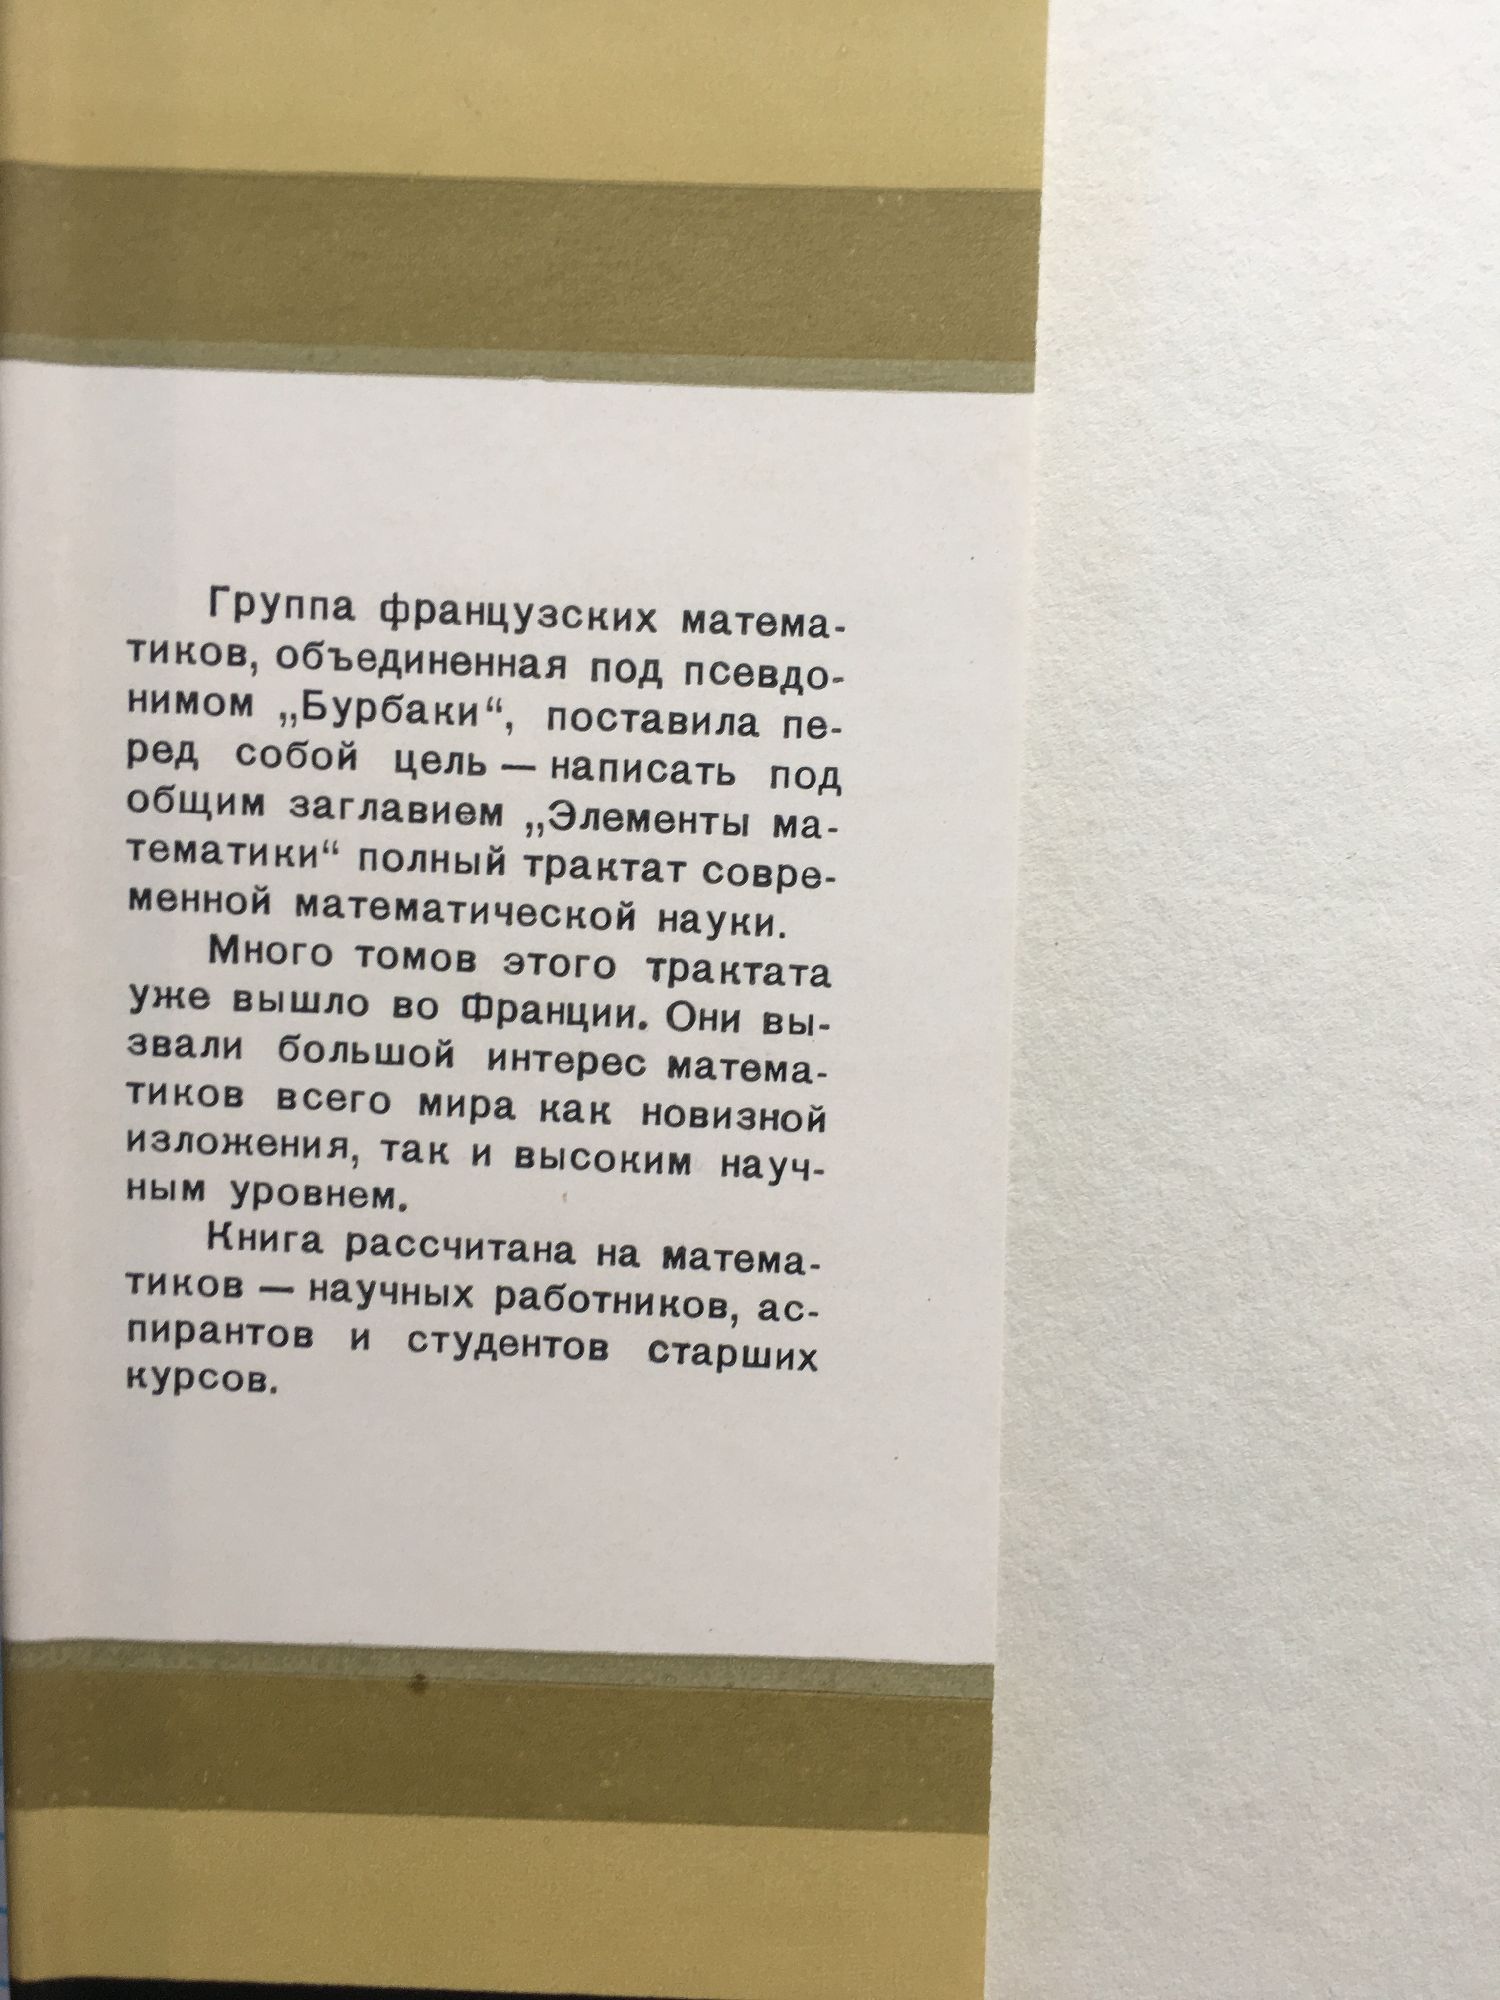 Группа французских матема-
тиков, объединенная под псевдо-
нимом „Бурбаки“, поставила пе-
ред собой цель — написать под
общим заглавием „Элементы ма-
тематики“ полный трактат совре-
менной математической науки.
Много томов этого трактата
уже вышло во Франции. Они вы-
звали большой интерес матема-
тиков всего мира как новизной
изложения, так и высоким науч-
ным уровнем.
Книга рассчитана на матема-
тиков — научных работников, ас-
пирантов и студентов старших
курсов.